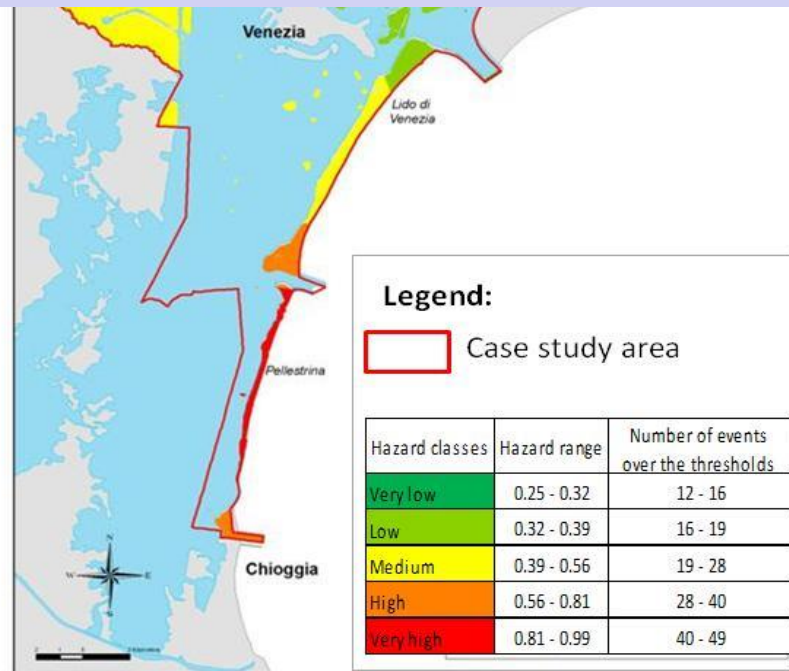 Venezia
Lido di
Venezia
Pellestrina
Chioggia
N
W E
S
Legend:
Case study area
Hazard classes Hazard range Number of events
over the thresholds
Very low 0.25 - 0.32 12 - 16
Low 0.32 - 0.39 16 - 19
Medium 0.39 - 0.56 19 - 28
High 0.56 - 0.81 28 - 40
Very high 0.81 - 0.99 40 - 49